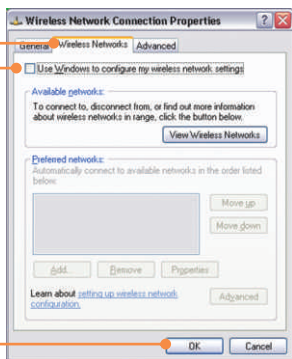 Wireless Network Connection Properties
General Wireless Networks Advanced
Use Windows to configure my wireless network settings
Available networks:
To connect to, disconnect from, or find out more information
about wireless networks in range, click the button below.
View Wireless Networks
Preferred networks:
Automatically connect to available networks in the order listed
below:
Move up
Move down
Add... Remove Properties
Learn about setting up wireless network
configuration.
Advanced
OK Cancel